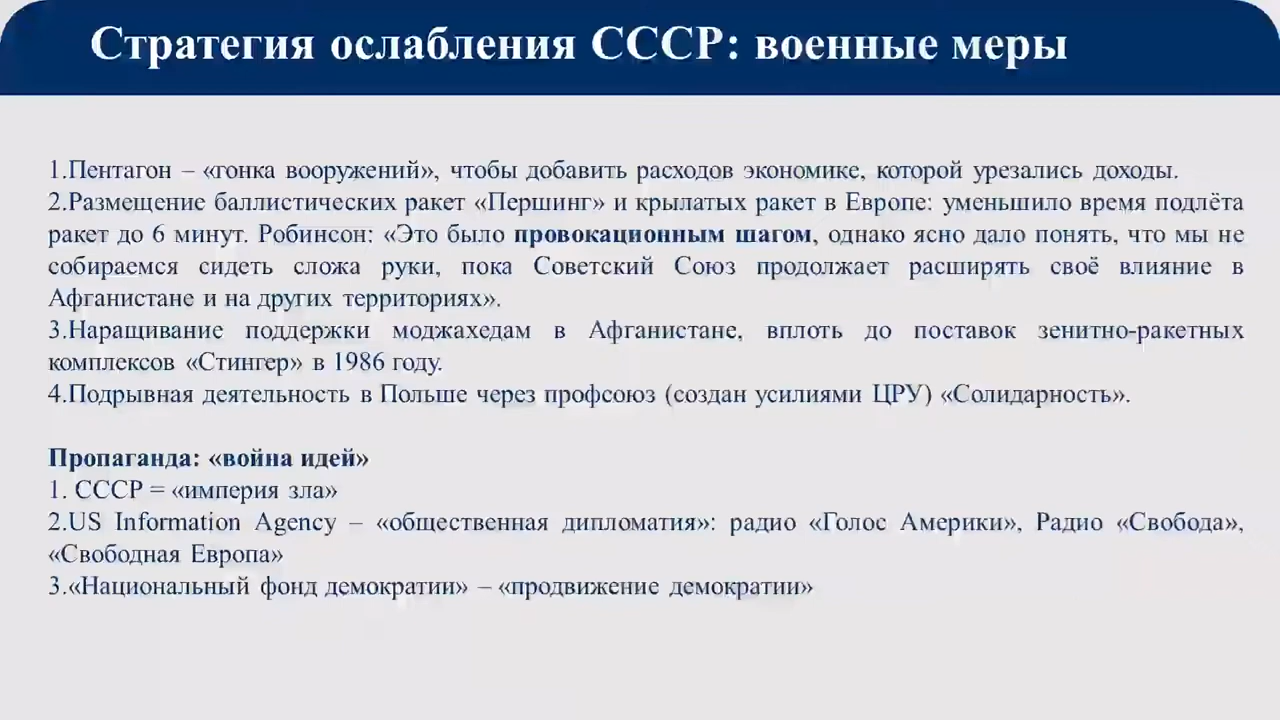 Стратегия ослабления СССР: военные меры
1.Пентагон – «гонка вооружений», чтобы добавить расходов экономике, которой урезались доходы.
2.Размещение баллистических ракет «Першинг» и крылатых ракет в Европе: уменьшило время подлёта
ракет до 6 минут. Робинсон: «Это было провокационным шагом, однако ясно дало понять, что мы не
собираемся сидеть сложа руки, пока Советский Союз продолжает расширять своё влияние в
Афганистане и на других территориях».
3.Наращивание поддержки моджахедам в Афганистане, вплоть до поставок зенитно-ракетных
комплексов «Стингер» в 1986 году.
4.Подрывная деятельность в Польше через профсоюз (создан усилиями ЦРУ) «Солидарность».
Пропаганда: «война идей»
1. СССР = «империя зла»
2.US Information Agency – «общественная дипломатия»: радио «Голос Америки», Радио «Свобода»,
«Свободная Европа»
3.«Национальный фонд демократии» – «продвижение демократии»